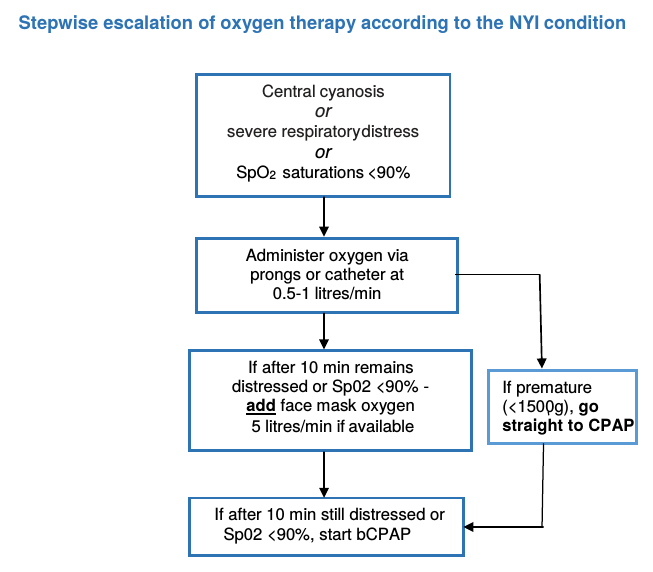 Stepwise escalation of oxygen therapy according to the NYI condition
Central cyanosis
or
severe respiratorydistress
or
SpO₂ saturations <90%
Administer oxygen via
prongs or catheter at
0.5-1 litres/min
If after 10 min remains
distressed or Sp02 <90% -
add face mask oxygen
5 litres/min if available
If premature
(<1500g), go
straight to CPAP
If after 10 min still distressed or
Sp02 <90%, start bCPAP